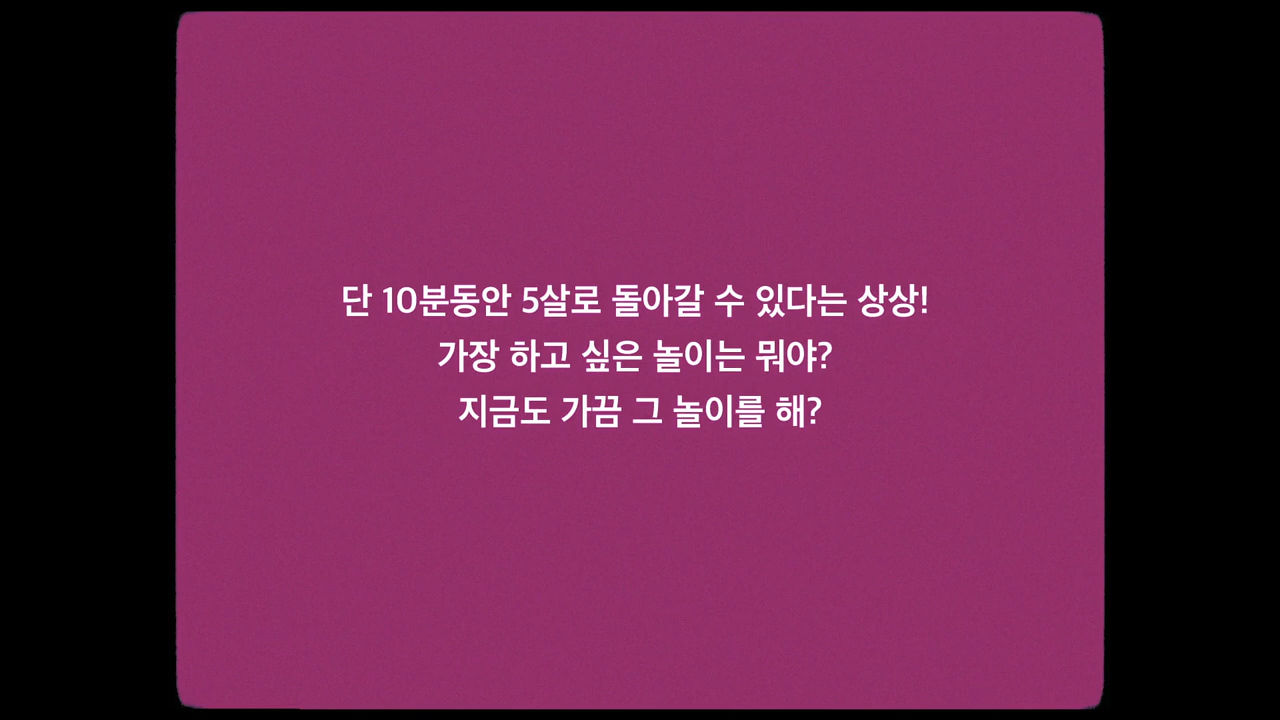 단 10분동안 5살로 돌아갈 수 있다는 상상!
가장 하고 싶은 놀이는 뭐야?
지금도 가끔 그 놀이를 해?